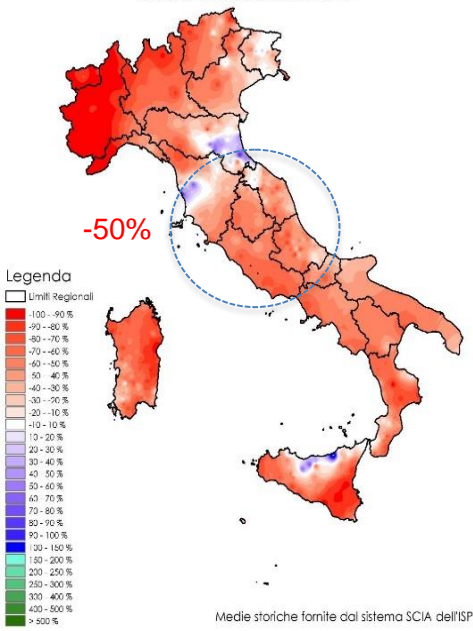 -50%
Legenda
Limiti Regionali
-100 - -90 %
-90 - -80%
-80 - -70%
-70 - -60%
-60 - -50%
50 - 40 %
-40 - -30 %
-30 - -20 %
-20 - -10 %
-10 - 10 %
10 - 20 %
20 - 30 %
30 - 40 %
40 - 50 %
50 - 60 %
60 - 70 %
70 - 80 %
80 - 90 %
90 - 100 %
100 - 150 %
150 - 200 %
200 - 250 %
250 - 300 %
300 - 400 %
400 - 500 %
> 500 %
Medie storiche fornite dal sistema SCIA dell'ISP